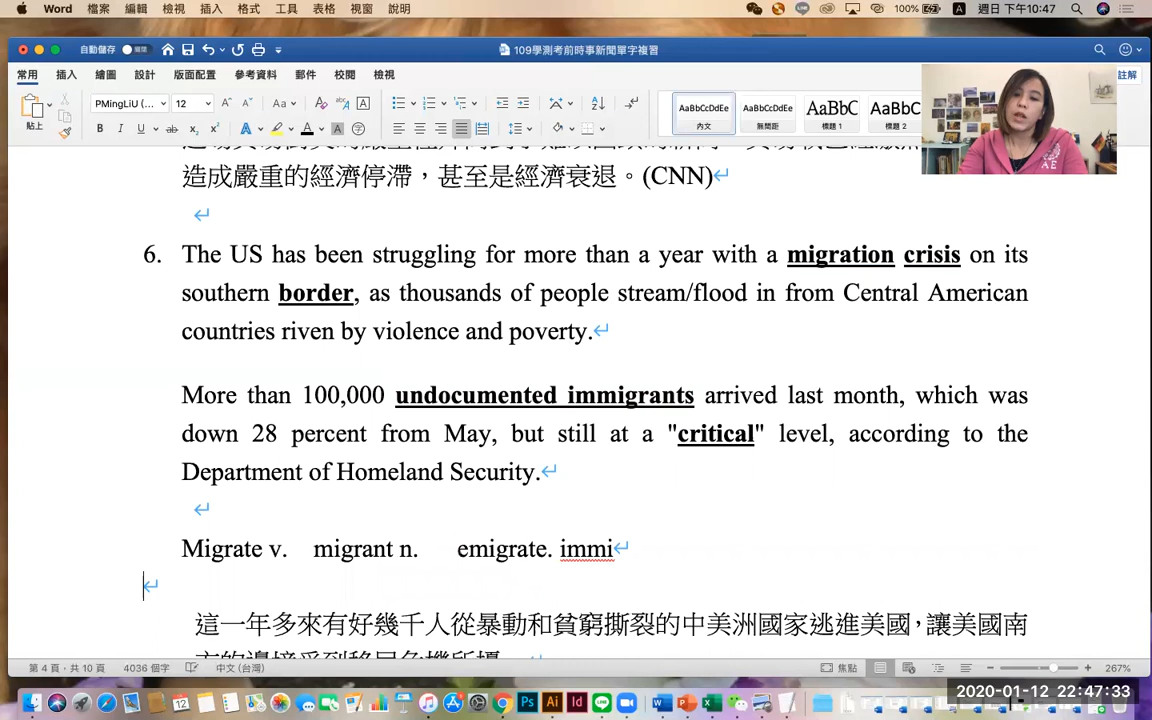 Word 檔案 編輯 檢視 插入 格式 工具 表格 視窗 說明 100% A 週日 下午10:47
自動儲存 109學測考前時事新聞單字複習
常用 插入 繪圖 設計 版面配置 參考資料 郵件 校閱 檢視 註解
貼上 PMingLiU (... 12 AaBbCcDdEe 內文 AaBbCcDdEe 無間距 AaBbC 標題 1 AaBbC 標題 2
造成嚴重的經濟停滯，甚至是經濟衰退。(CNN)
6. The US has been struggling for more than a year with a migration crisis on its
southern border, as thousands of people stream/flood in from Central American
countries riven by violence and poverty.
More than 100,000 undocumented immigrants arrived last month, which was
down 28 percent from May, but still at a "critical" level, according to the
Department of Homeland Security.
Migrate v. migrant n. emigrate. immi
這一年多來有好幾千人從暴動和貧窮撕裂的中美洲國家逃進美國，讓美國南
第 4 頁，共 10 頁 4036 個字 中文 (台灣) 焦點 267%
2020-01-12 22:47:33